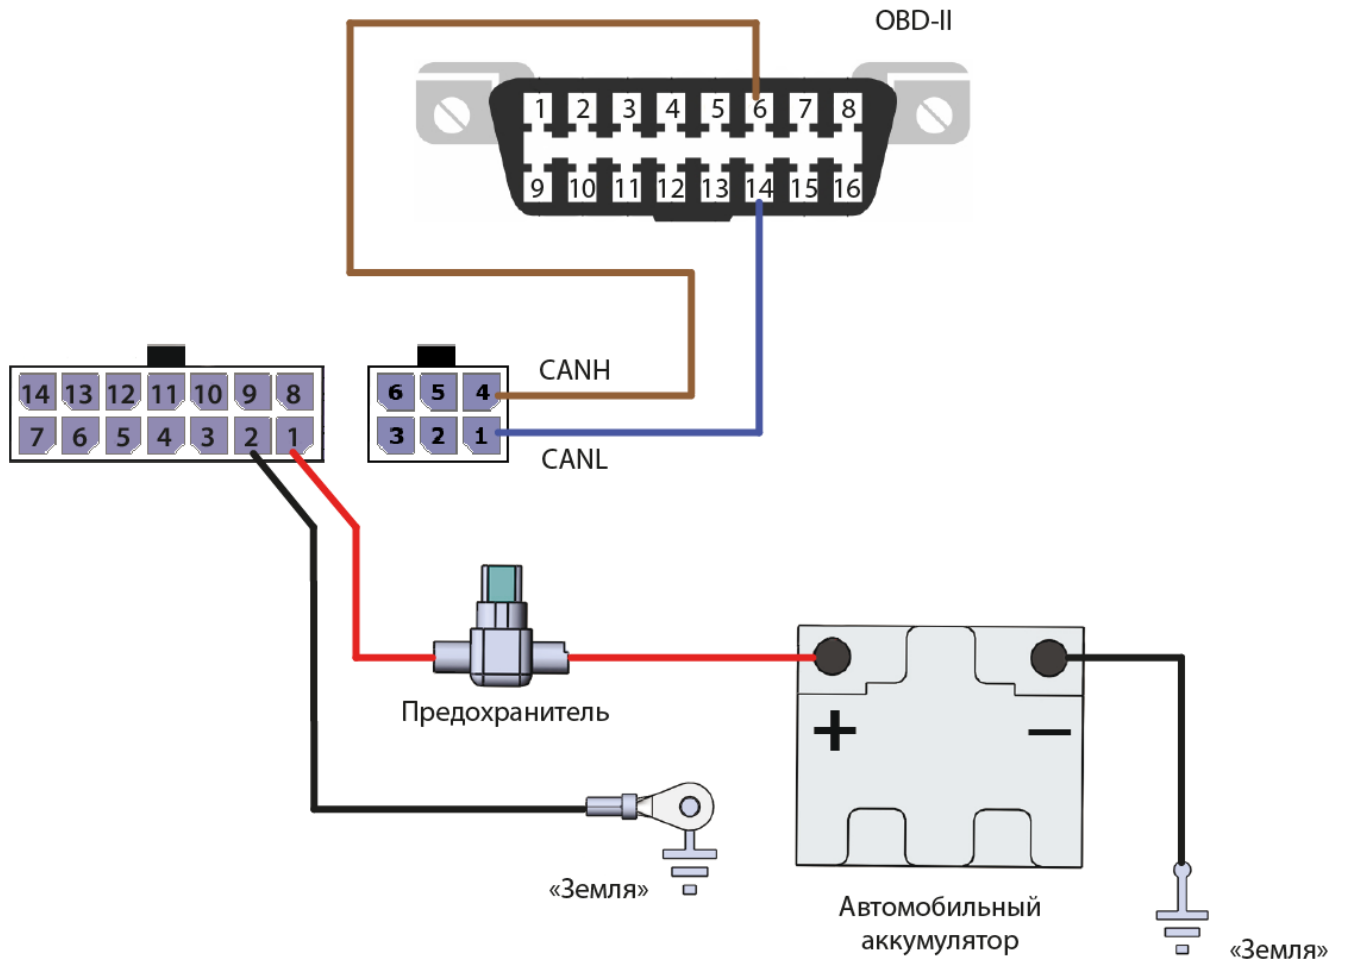 OBD-II
1 2 3 4 5 6 7 8
9 10 11 12 13 14 15 16
CANH
14 13 12 11 10 9 8
6 5 4
7 6 5 4 3 2 1
3 2 1
CANL
Предохранитель
+ −
«Земля»
Автомобильный
аккумулятор
«Земля»